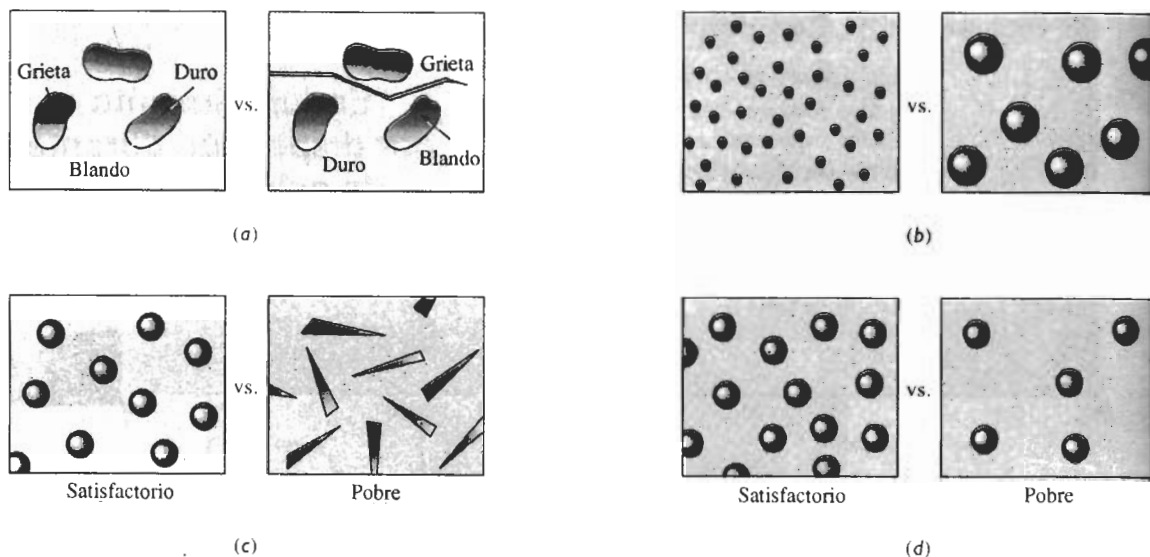 Grieta
Duro
Blando
vs.
Grieta
Duro
Blando
(a)
vs.
(b)
vs.
Satisfactorio
Pobre
(c)
vs.
Satisfactorio
Pobre
(d)